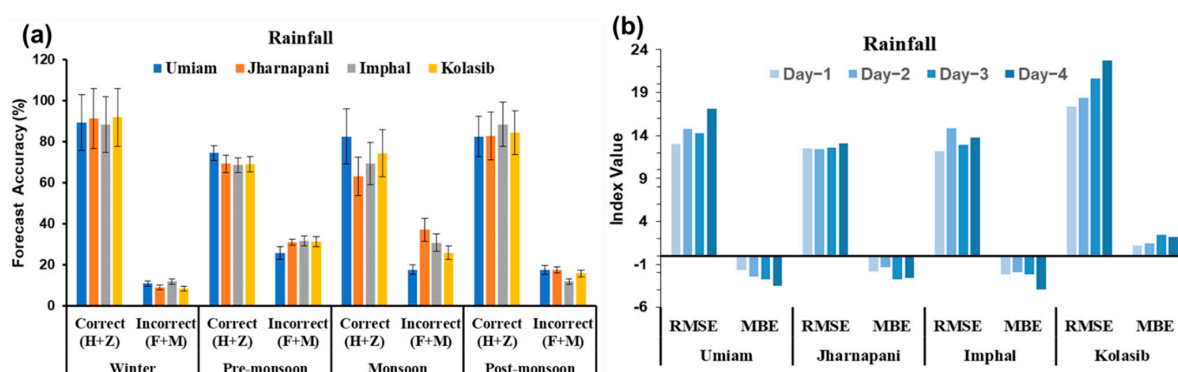 (a)
Rainfall
Umiam Jharnapani Imphal Kolasib
Forecast Accuracy (%)
120
100
80
60
40
20
0
Correct (H+Z) Incorrect (F+M) Correct (H+Z) Incorrect (F+M) Correct (H+Z) Incorrect (F+M) Correct (H+Z) Incorrect (F+M)
Winter Pre-monsoon Monsoon Post-monsoon
(b)
Rainfall
Day−1 Day−2 Day−3 Day−4
Index Value
24
19
14
9
4
-1
-6
RMSE MBE RMSE MBE RMSE MBE RMSE MBE
Umiam Jharnapani Imphal Kolasib